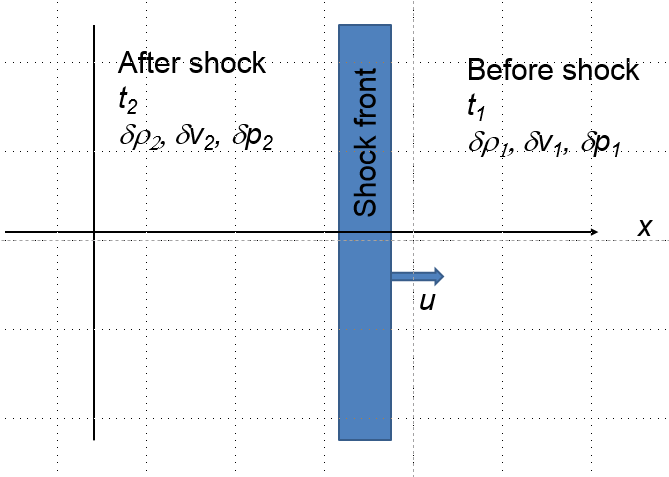 After shock
t₂
δρ₂, δv₂, δp₂
Shock front
Before shock
t₁
δρ₁, δv₁, δp₁
x
u